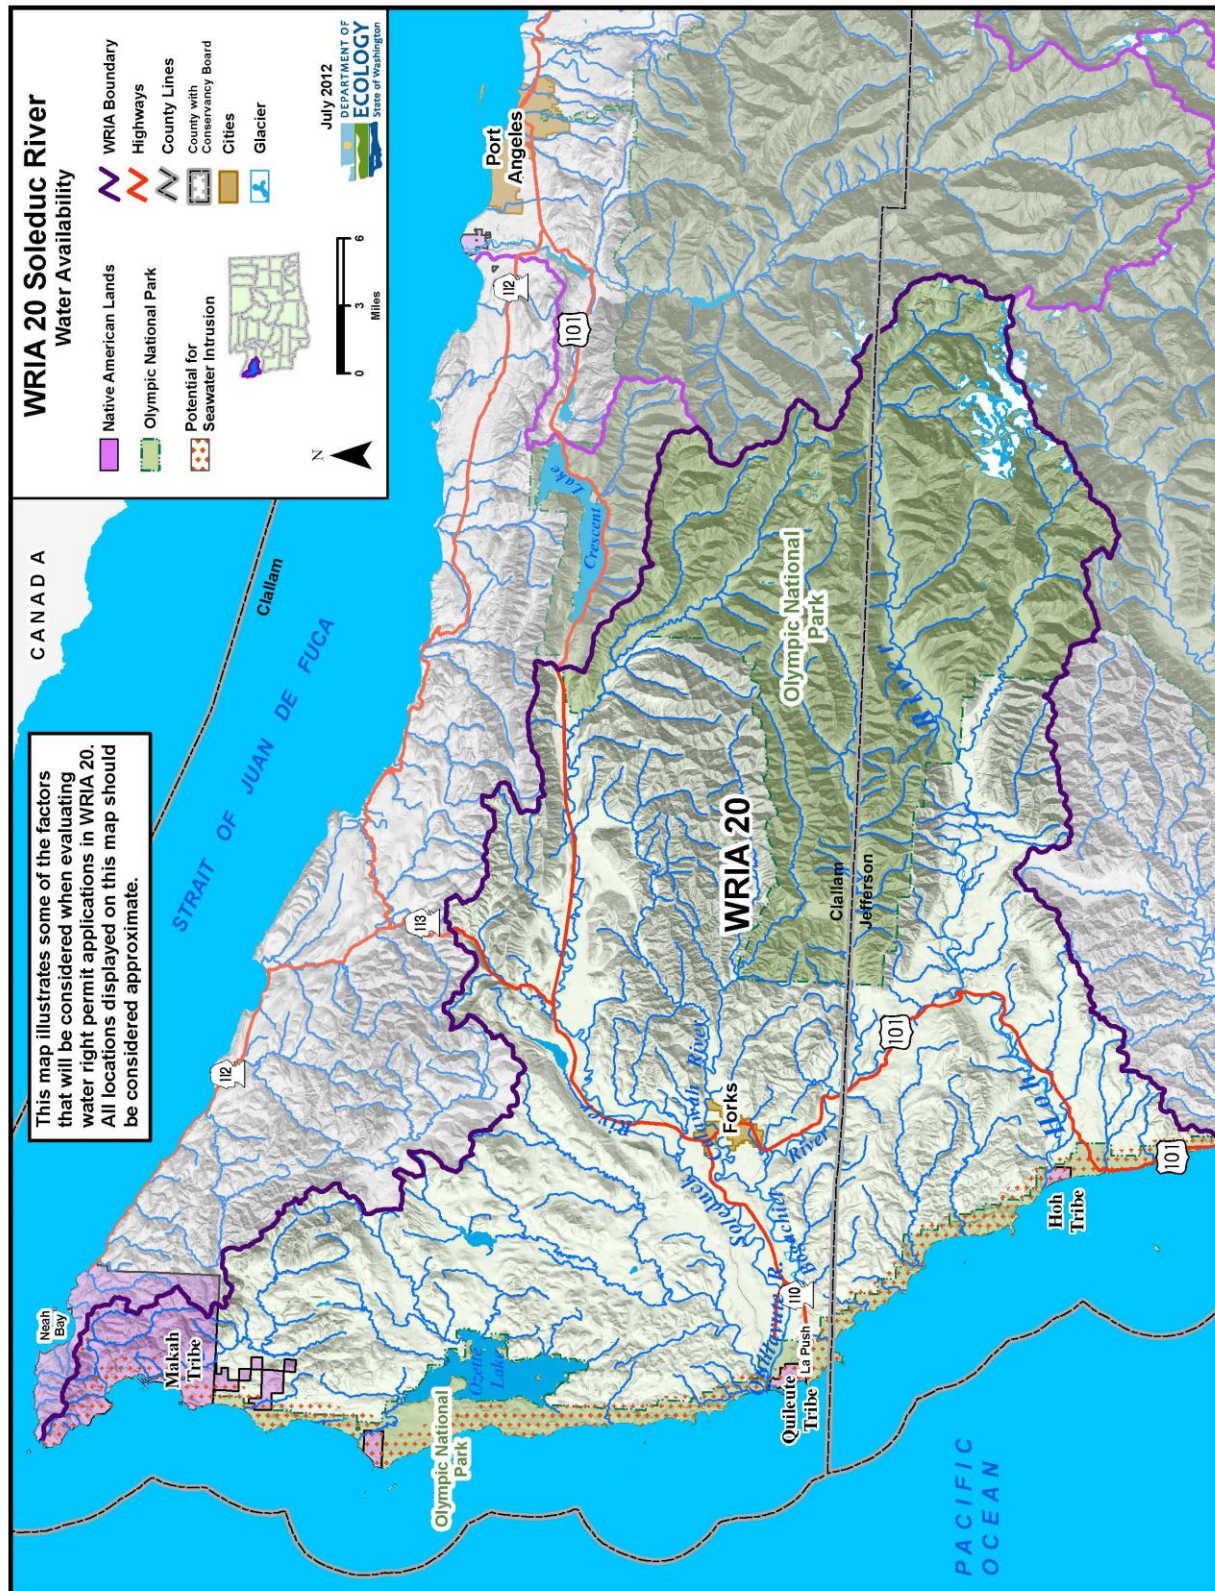 WRIA 20 Soleduc River
Water Availability
Native American Lands
Olympic National Park
Potential for
Seawater Intrusion
WRIA Boundary
Highways
County Lines
County with
Conservancy Board
Cities
Glacier
N
0 3 6
Miles
July 2012
DEPARTMENT OF
ECOLOGY
State of Washington
This map illustrates some of the factors
that will be considered when evaluating
water right permit applications in WRIA 20.
All locations displayed on this map should
be considered approximate.
CANADA
Clallam
STRAIT OF JUAN DE FUCA
Neah
Bay
Makah
Tribe
112
113
112
101
Port
Angeles
Lake
Crescent
Ozette
Lake
Olympic National
Park
River
Soleduck
Calawah River
Forks
WRIA 20
Olympic National
Park
Quillayute R.
Bogachiel
River
110
La Push
Quileute
Tribe
Clallam
Jefferson
101
River
Hoh
Hoh
Tribe
101
PACIFIC
OCEAN